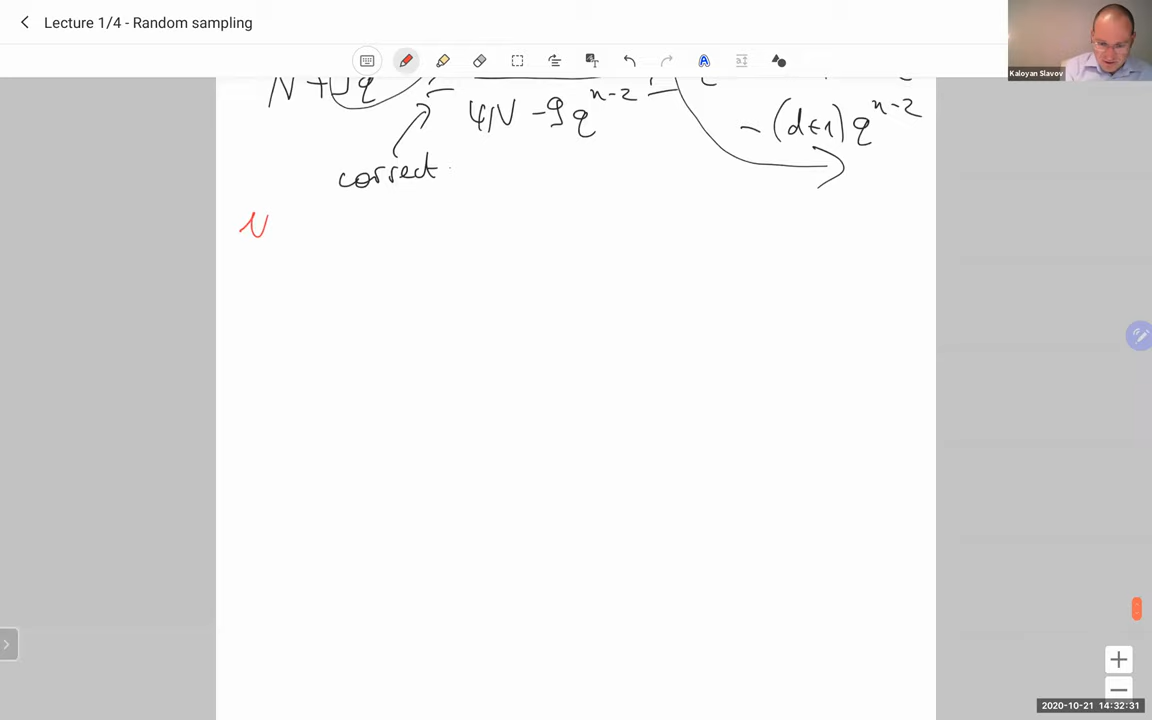 Lecture 1/4 - Random sampling
Kaloyan Slavov
4N - 9q^{n-2}
- (d+1) q^{n-2}
correct
N
2020-10-21 14:32:31